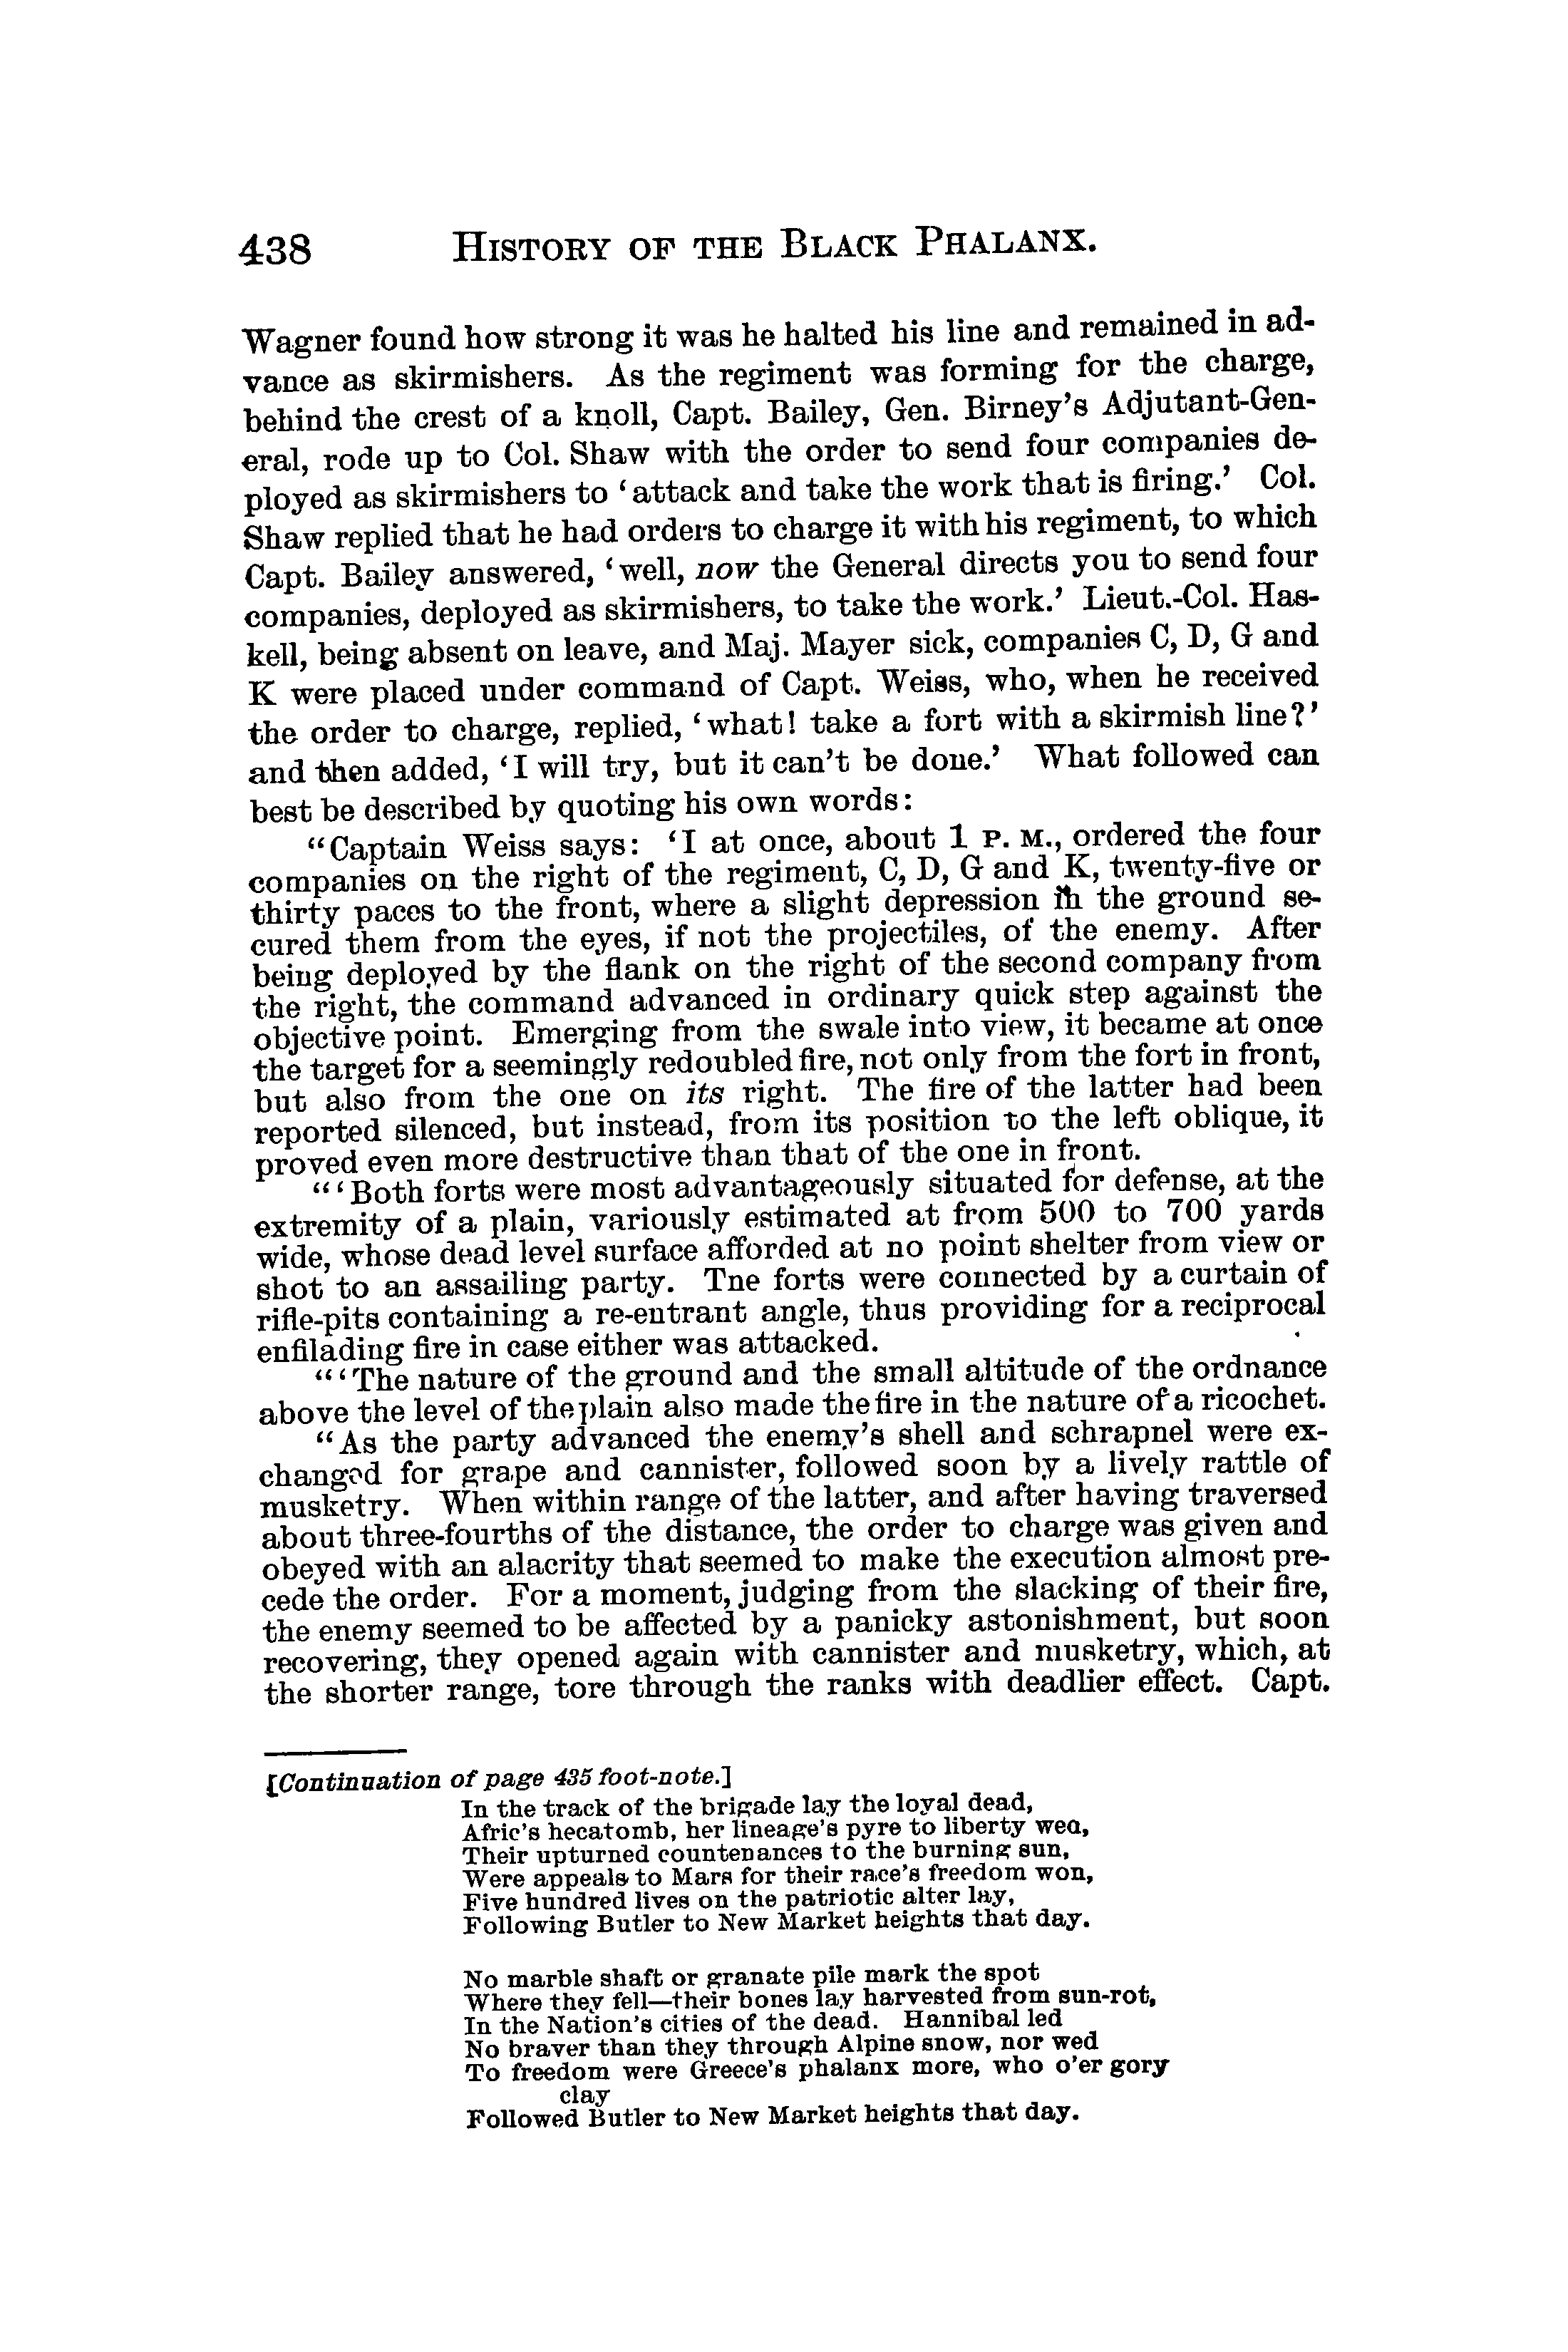 438 HISTORY OF THE BLACK PHALANX.
Wagner found how strong it was he halted his line and remained in ad-
vance as skirmishers. As the regiment was forming for the charge,
behind the crest of a knoll, Capt. Bailey, Gen. Birney's Adjutant-Gen-
eral, rode up to Col. Shaw with the order to send four companies de-
ployed as skirmishers to ‘attack and take the work that is firing.’ Col.
Shaw replied that he had orders to charge it with his regiment, to which
Capt. Bailey answered, ‘well, now the General directs you to send four
companies, deployed as skirmishers, to take the work.’ Lieut.-Col. Has-
kell, being absent on leave, and Maj. Mayer sick, companies C, D, G and
K were placed under command of Capt. Weiss, who, when he received
the order to charge, replied, ‘what! take a fort with a skirmish line?’
and then added, ‘I will try, but it can't be done.’ What followed can
best be described by quoting his own words:
“Captain Weiss says: ‘I at once, about 1 P. M., ordered the four
companies on the right of the regiment, C, D, G and K, twenty-five or
thirty paces to the front, where a slight depression in the ground se-
cured them from the eyes, if not the projectiles, of the enemy. After
being deployed by the flank on the right of the second company from
the right, the command advanced in ordinary quick step against the
objective point. Emerging from the swale into view, it became at once
the target for a seemingly redoubled fire, not only from the fort in front,
but also from the one on its right. The fire of the latter had been
reported silenced, but instead, from its position to the left oblique, it
proved even more destructive than that of the one in front.
“‘Both forts were most advantageously situated for defense, at the
extremity of a plain, variously estimated at from 500 to 700 yards
wide, whose dead level surface afforded at no point shelter from view or
shot to an assailing party. Tne forts were connected by a curtain of
rifle-pits containing a re-entrant angle, thus providing for a reciprocal
enfilading fire in case either was attacked.
“‘The nature of the ground and the small altitude of the ordnance
above the level of the plain also made the fire in the nature of a ricochet.
“As the party advanced the enemy's shell and schrapnel were ex-
changed for grape and cannister, followed soon by a lively rattle of
musketry. When within range of the latter, and after having traversed
about three-fourths of the distance, the order to charge was given and
obeyed with an alacrity that seemed to make the execution almost pre-
cede the order. For a moment, judging from the slacking of their fire,
the enemy seemed to be affected by a panicky astonishment, but soon
recovering, they opened again with cannister and musketry, which, at
the shorter range, tore through the ranks with deadlier effect. Capt.
[Continuation of page 435 foot-note.]
In the track of the brigade lay the loyal dead,
Afric's hecatomb, her lineage's pyre to liberty wed,
Their upturned countenances to the burning sun,
Were appeals to Mars for their race's freedom won,
Five hundred lives on the patriotic alter lay,
Following Butler to New Market heights that day.
No marble shaft or granate pile mark the spot
Where they fell—their bones lay harvested from sun-rot,
In the Nation's cities of the dead. Hannibal led
No braver than they through Alpine snow, nor wed
To freedom were Greece's phalanx more, who o'er gory
clay
Followed Butler to New Market heights that day.